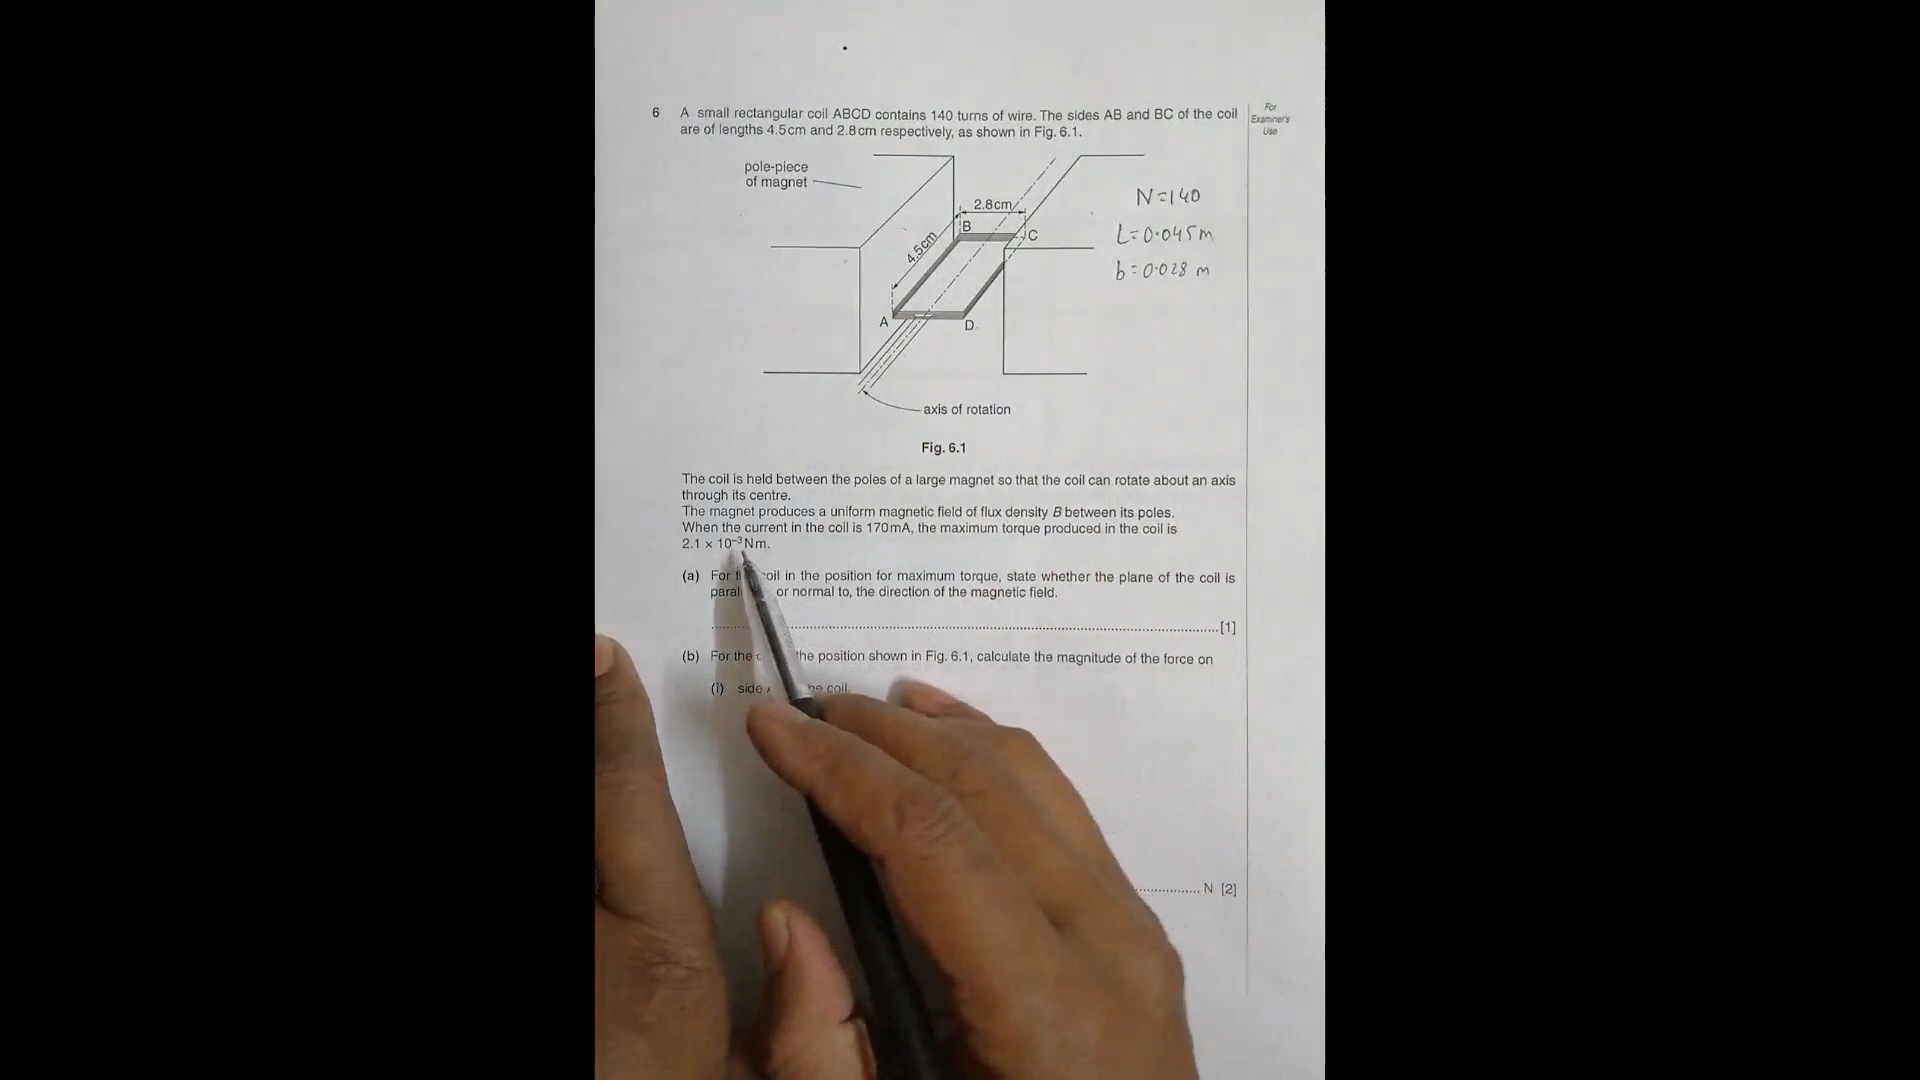 6 A small rectangular coil ABCD contains 140 turns of wire. The sides AB and BC of the coil
are of lengths 4.5cm and 2.8cm respectively, as shown in Fig. 6.1.
For
Examiner's
Use
pole-piece
of magnet
2.8cm
4.5cm
B
C
A
D
N=140
L=0.045m
b=0.028 m
axis of rotation
Fig. 6.1
The coil is held between the poles of a large magnet so that the coil can rotate about an axis
through its centre.
The magnet produces a uniform magnetic field of flux density B between its poles.
When the current in the coil is 170mA, the maximum torque produced in the coil is
2.1 × 10⁻³Nm.
(a) For coil in the position for maximum torque, state whether the plane of the coil is
or normal to, the direction of the magnetic field.
[1]
(b) For the position shown in Fig. 6.1, calculate the magnitude of the force on
(i) side coil.
N [2]